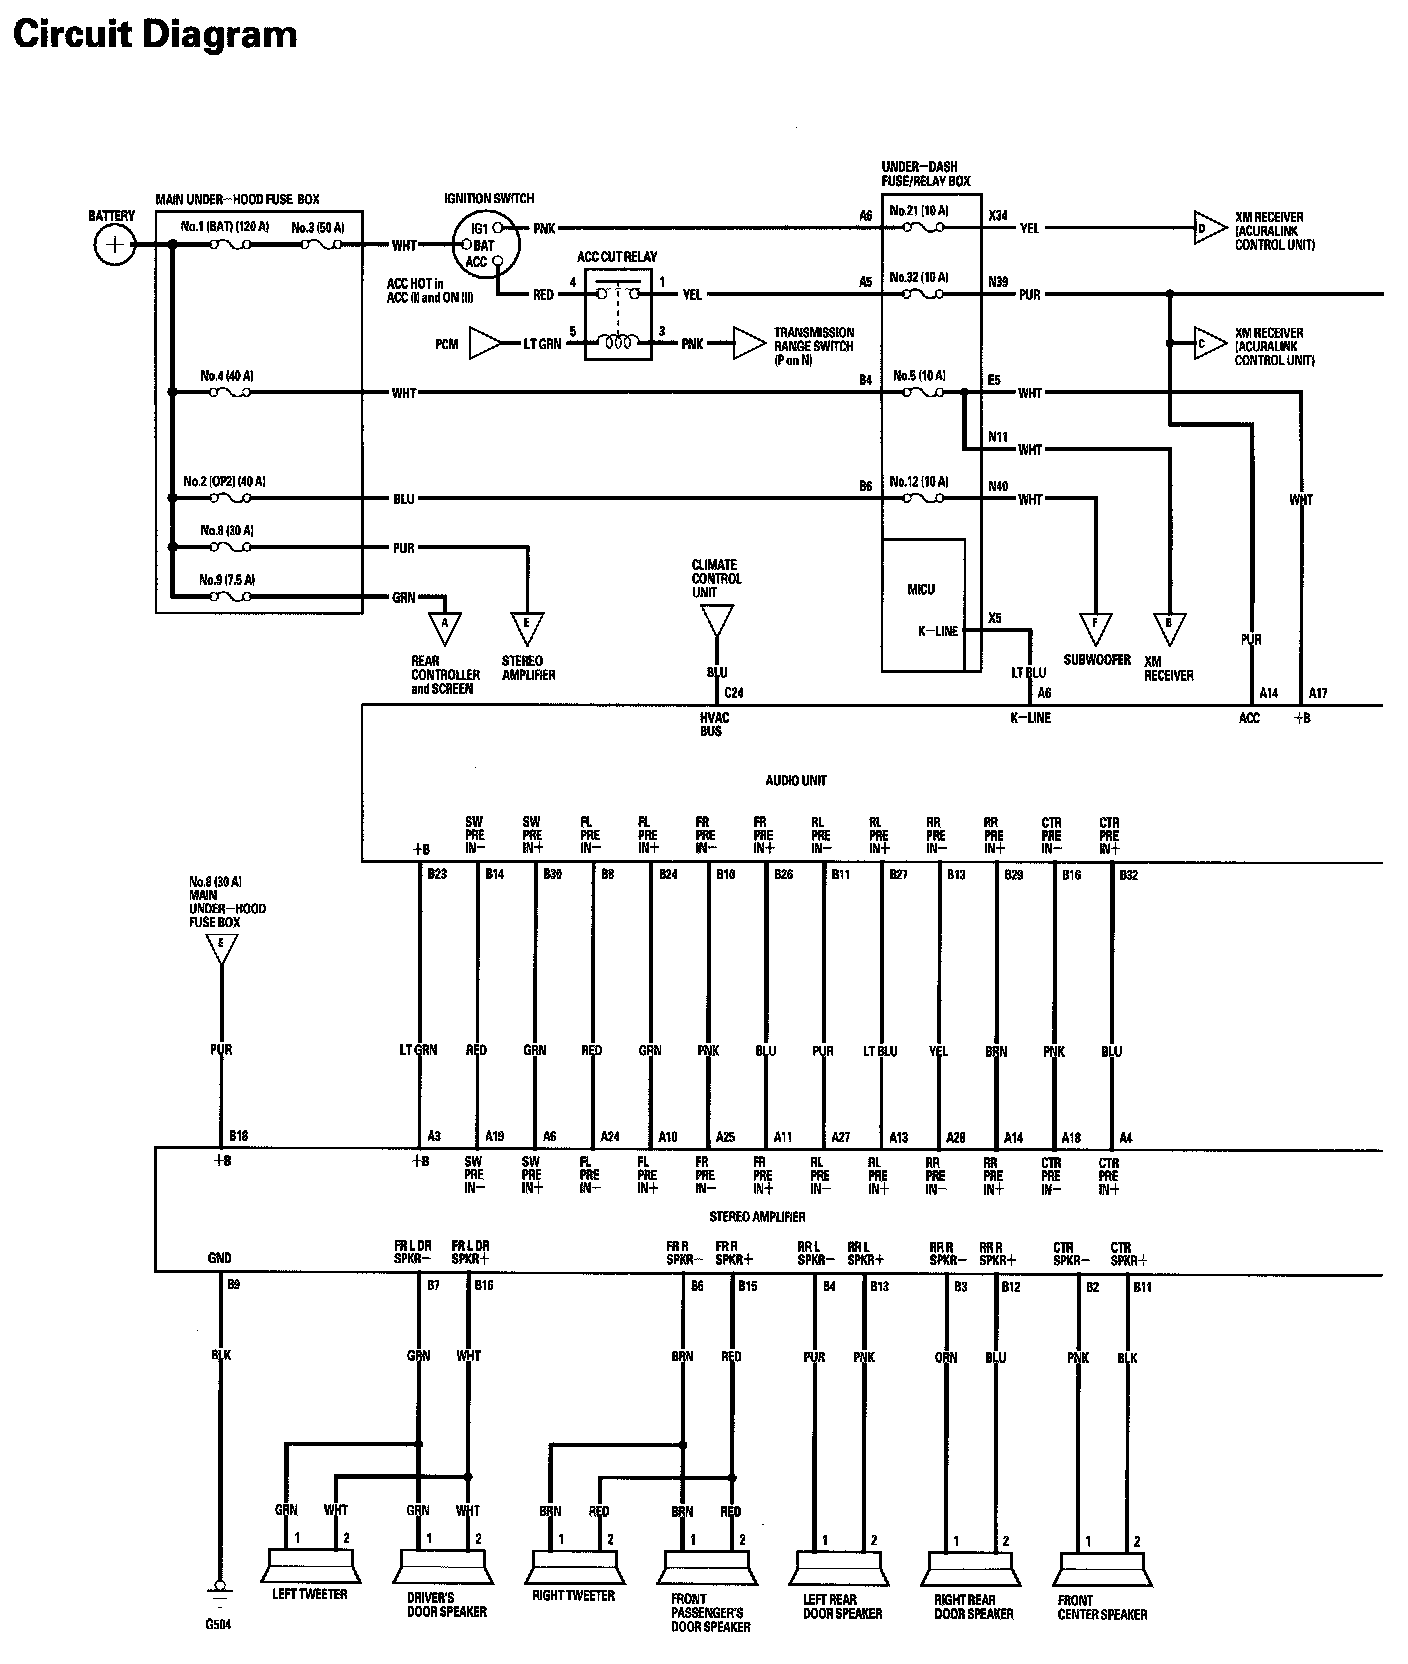 Circuit Diagram
UNDER-DASH
FUSE/RELAY BOX
MAIN UNDER-HOOD FUSE BOX
IGNITION SWITCH
BATTERY
No.1 (BAT) (120 A)
No.3 (50 A)
WHT
IG1
BAT
ACC
PNK
A6
No.21 (10 A)
X34
YEL
D
XM RECEIVER
(ACURALINK
CONTROL UNIT)
ACC HOT in
ACC (I) and ON (II)
ACC CUT RELAY
RED
4
1
YEL
A5
No.32 (10 A)
N39
PUR
PCM
LT GRN
5
3
PNK
TRANSMISSION
RANGE SWITCH
(P on N)
C
XM RECEIVER
(ACURALINK
CONTROL UNIT)
No.4 (40 A)
WHT
B4
No.5 (10 A)
E5
WHT
N11
WHT
No.2 (OP2) (40 A)
BLU
B6
No.12 (10 A)
N40
WHT
WHT
No.8 (30 A)
PUR
No.9 (7.5 A)
GRN
A
REAR
CONTROLLER
and SCREEN
E
STEREO
AMPLIFIER
CLIMATE
CONTROL
UNIT
BLU
C24
HVAC
BUS
MICU
K-LINE
X5
LT BLU
A6
K-LINE
F
SUBWOOFER
B
XM
RECEIVER
PUR
A14
ACC
A17
+B
AUDIO UNIT
+B
SW PRE IN-
SW PRE IN+
FL PRE IN-
FL PRE IN+
FR PRE IN-
FR PRE IN+
RL PRE IN-
RL PRE IN+
RR PRE IN-
RR PRE IN+
CTR PRE IN-
CTR PRE IN+
B23 B14 B30 B8 B24 B10 B26 B11 B27 B13 B29 B16 B32
No.8 (30 A)
MAIN
UNDER-HOOD
FUSE BOX
E
PUR LT GRN RED GRN RED GRN PNK BLU PUR LT BLU YEL BRN PNK BLU
B18 A3 A19 A6 A24 A10 A25 A11 A27 A13 A28 A14 A18 A4
+B
+B
SW PRE IN-
SW PRE IN+
FL PRE IN-
FL PRE IN+
FR PRE IN-
FR PRE IN+
RL PRE IN-
RL PRE IN+
RR PRE IN-
RR PRE IN+
CTR PRE IN-
CTR PRE IN+
STEREO AMPLIFIER
GND
FR L DR SPKR-
FR L DR SPKR+
FR R SPKR-
FR R SPKR+
RR L SPKR-
RR L SPKR+
RR R SPKR-
RR R SPKR+
CTR SPKR-
CTR SPKR+
B9 B7 B16 B6 B15 B4 B13 B3 B12 B2 B11
BLK GRN WHT BRN RED PUR PNK ORN BLU PNK BLK
GRN WHT GRN WHT BRN RED BRN RED
1 2 1 2 1 2 1 2 1 2 1 2 1 2
G504
LEFT TWEETER
DRIVER'S
DOOR SPEAKER
RIGHT TWEETER
FRONT
PASSENGER'S
DOOR SPEAKER
LEFT REAR
DOOR SPEAKER
RIGHT REAR
DOOR SPEAKER
FRONT
CENTER SPEAKER